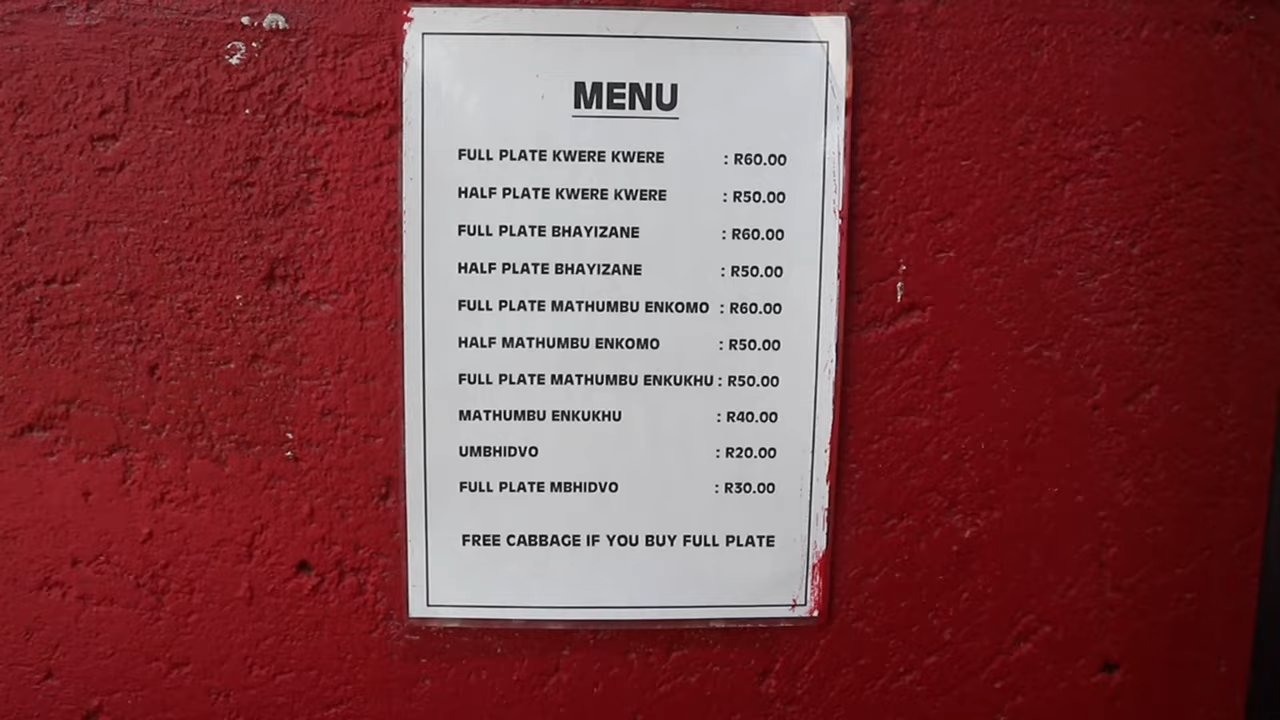 MENU
FULL PLATE KWERE KWERE : R60.00
HALF PLATE KWERE KWERE : R50.00
FULL PLATE BHAYIZANE : R60.00
HALF PLATE BHAYIZANE : R50.00
FULL PLATE MATHUMBU ENKOMO : R60.00
HALF MATHUMBU ENKOMO : R50.00
FULL PLATE MATHUMBU ENKUKHU : R50.00
MATHUMBU ENKUKHU : R40.00
UMBHIDVO : R20.00
FULL PLATE MBHIDVO : R30.00
FREE CABBAGE IF YOU BUY FULL PLATE